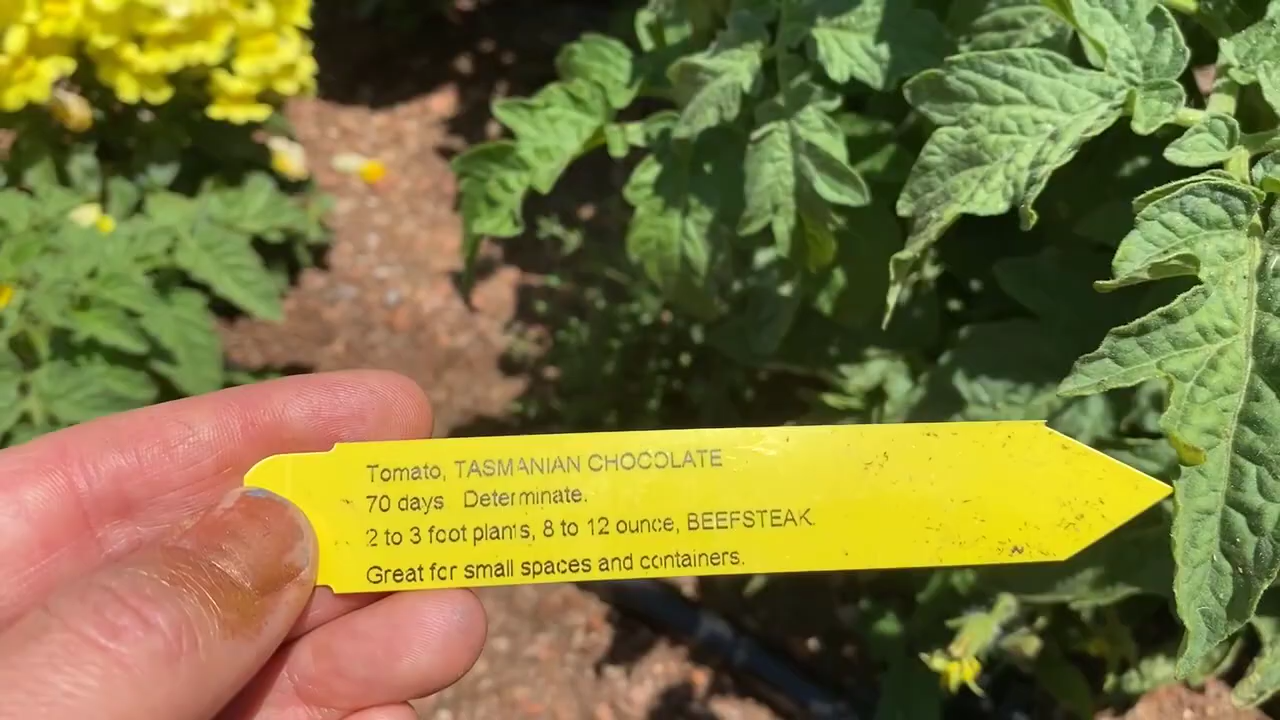 Tomato, TASMANIAN CHOCOLATE
70 days Determinate.
2 to 3 foot plants, 8 to 12 ounce, BEEFSTEAK.
Great for small spaces and containers.